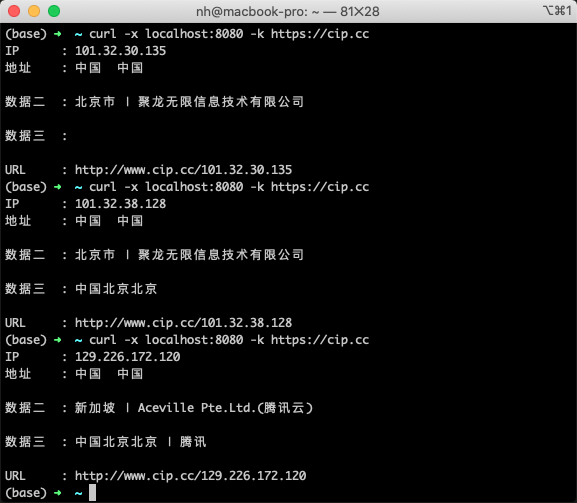 nh@macbook-pro: ~ — 81×28
⌥⌘1
(base) ➜  ~ curl -x localhost:8080 -k https://cip.cc
IP      : 101.32.30.135
地址    : 中国  中国
数据二  : 北京市 | 聚龙无限信息技术有限公司
数据三  :
URL     : http://www.cip.cc/101.32.30.135
(base) ➜  ~ curl -x localhost:8080 -k https://cip.cc
IP      : 101.32.38.128
地址    : 中国  中国
数据二  : 北京市 | 聚龙无限信息技术有限公司
数据三  : 中国北京北京
URL     : http://www.cip.cc/101.32.38.128
(base) ➜  ~ curl -x localhost:8080 -k https://cip.cc
IP      : 129.226.172.120
地址    : 中国  中国
数据二  : 新加坡 | Aceville Pte.Ltd.(腾讯云)
数据三  : 中国北京北京 | 腾讯
URL     : http://www.cip.cc/129.226.172.120
(base) ➜  ~